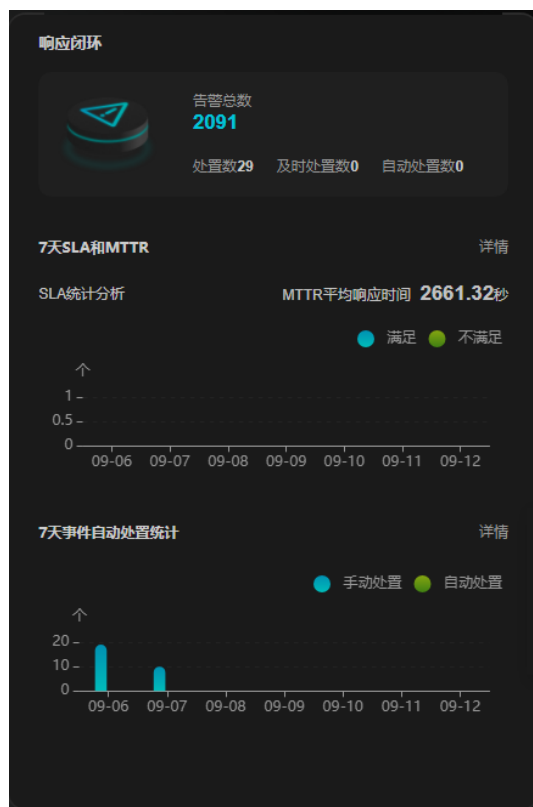 响应闭环
告警总数
2091
处置数29 及时处置数0 自动处置数0
7天SLA和MTTR 详情
SLA统计分析 MTTR平均响应时间 2661.32秒
满足 不满足
个
1
0.5
0
09-06 09-07 09-08 09-09 09-10 09-11 09-12
7天事件自动处置统计 详情
手动处置 自动处置
个
20
10
0
09-06 09-07 09-08 09-09 09-10 09-11 09-12